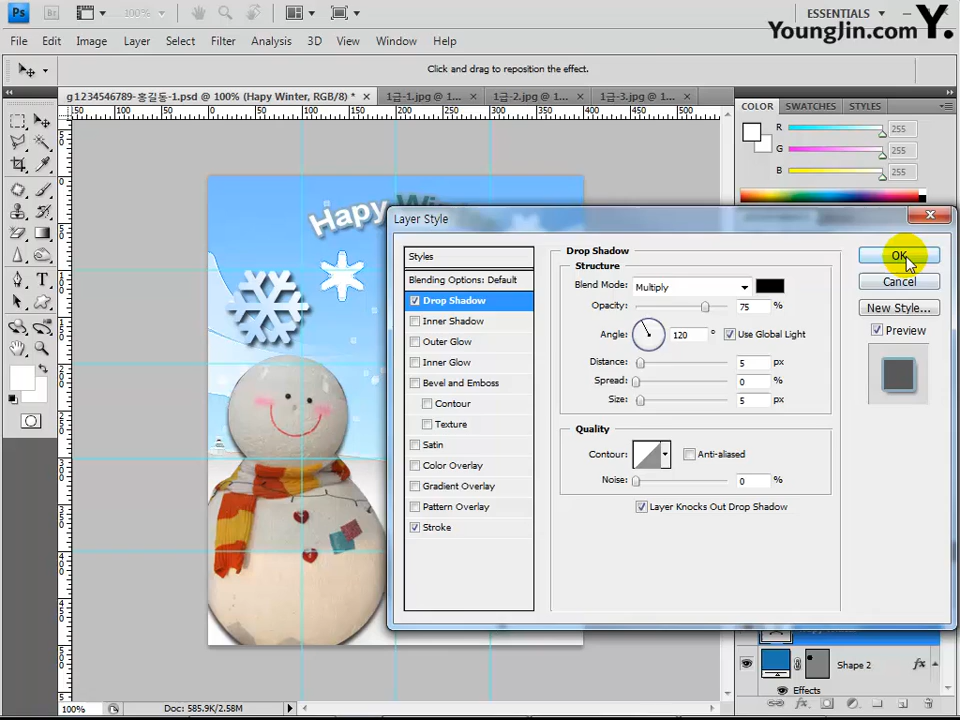 Ps Br 100% ESSENTIALS
YoungJin.com Y.
File Edit Image Layer Select Filter Analysis 3D View Window Help
Click and drag to reposition the effect.
g1234546789-홍길동-1.psd @ 100% (Hapy Winter, RGB/8) * × 1급-1.jpg @ 1... × 1급-2.jpg @ 1... × 1급-3.jpg @ 1... ×
COLOR SWATCHES STYLES
R 255
G 255
B 255
Hapy
Layer Style
Styles
Blending Options: Default
Drop Shadow
Inner Shadow
Outer Glow
Inner Glow
Bevel and Emboss
Contour
Texture
Satin
Color Overlay
Gradient Overlay
Pattern Overlay
Stroke
Drop Shadow
Structure
Blend Mode: Multiply
Opacity: 75 %
Angle: 120 ° Use Global Light
Distance: 5 px
Spread: 0 %
Size: 5 px
Quality
Contour: Anti-aliased
Noise: 0 %
Layer Knocks Out Drop Shadow
OK
Cancel
New Style...
Preview
Shape 2 fx
Effects
100% Doc: 585.9K/2.58M